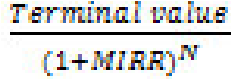 Terminal value
(1+MIRR)^N